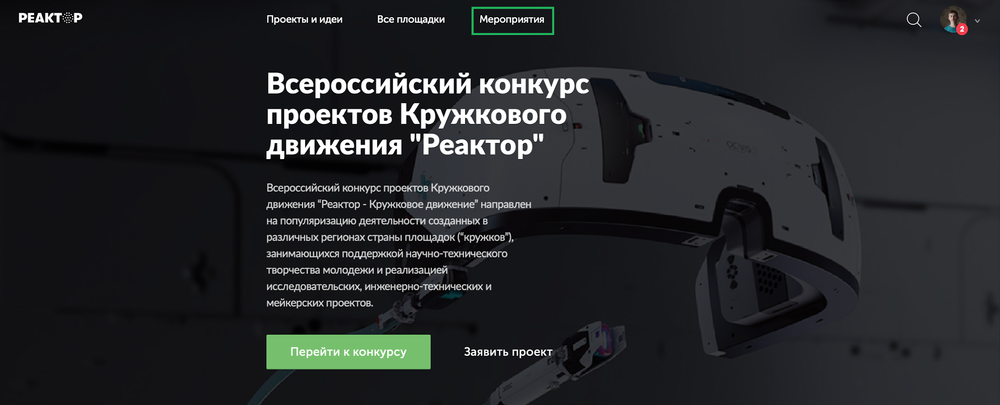 РЕАКТОР
Проекты и идеи
Все площадки
Мероприятия
2
Всероссийский конкурс
проектов Кружкового
движения "Реактор"
Всероссийский конкурс проектов Кружкового
движения “Реактор - Кружковое движение” направлен
на популяризацию деятельности созданных в
различных регионах страны площадок (“кружков”),
занимающихся поддержкой научно-технического
творчества молодежи и реализацией
исследовательских, инженерно-технических и
мейкерских проектов.
Перейти к конкурсу
Заявить проект